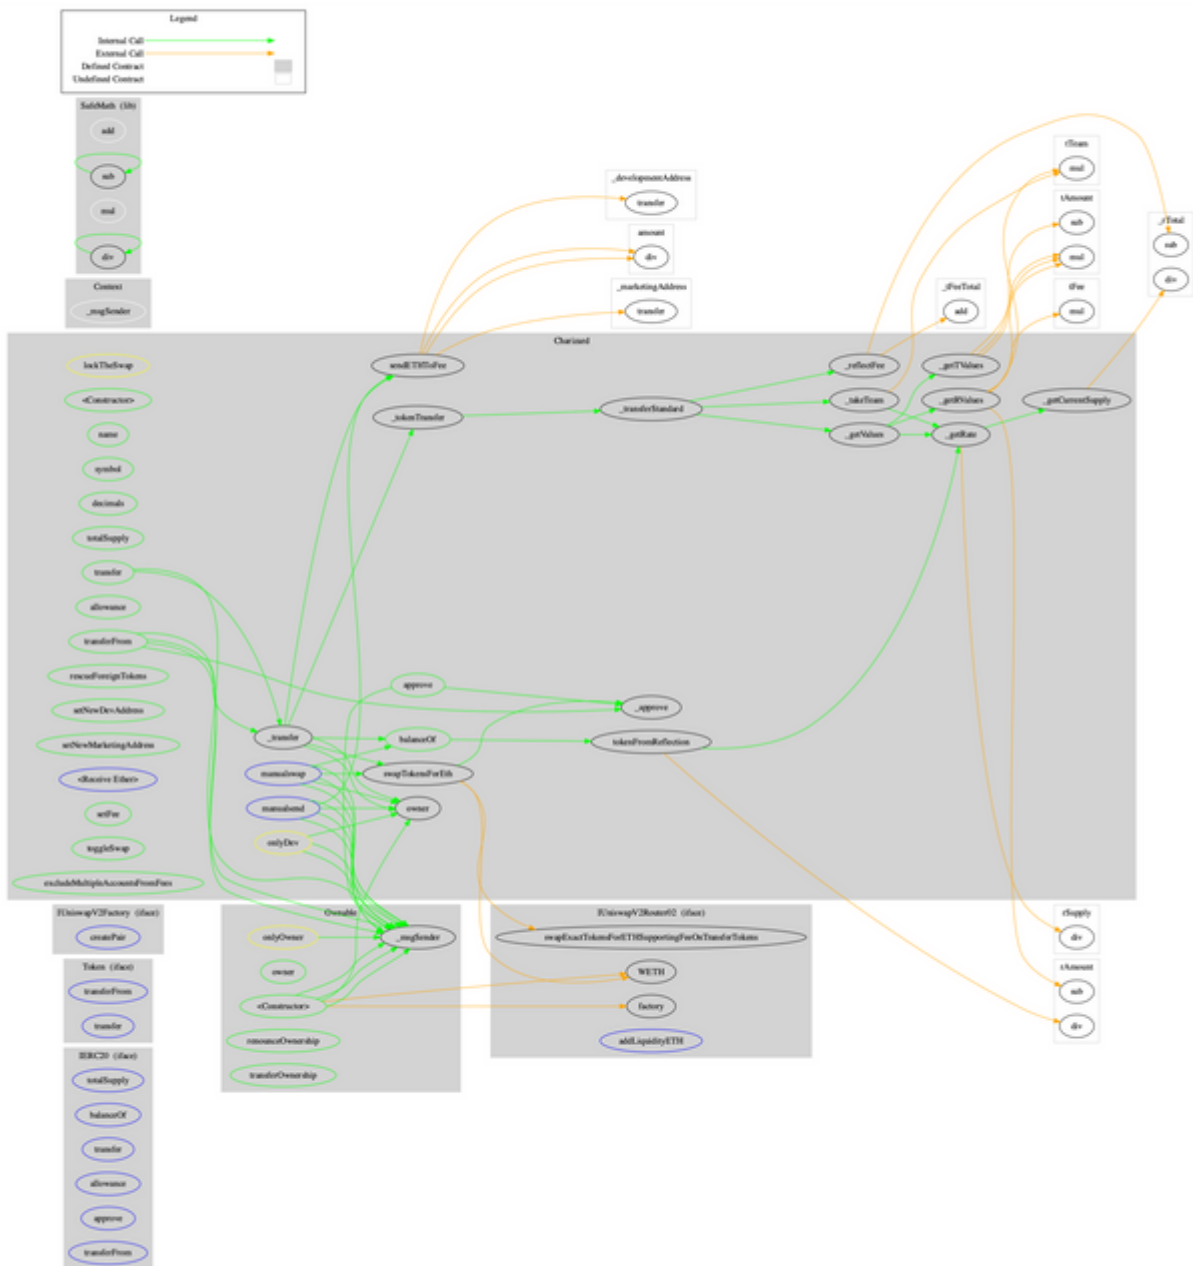 Legend
Internal Call
External Call
Defined Contract
Undefined Contract
SafeMath (lib)
add
sub
mul
div
Context
_msgSender
_developmentAddress
transfer
amount
div
_marketingAddress
transfer
_tFeeTotal
add
tTeam
mul
tAmount
sub
mul
tFee
mul
_rTotal
sub
div
Charizard
lockTheSwap
<Constructor>
name
symbol
decimals
totalSupply
transfer
allowance
transferFrom
rescueForeignTokens
setNewDevAddress
setNewMarketingAddress
<Receive Ether>
setFee
toggleSwap
excludeMultipleAccountsFromFees
_transfer
manualswap
manualsend
onlyDev
sendETHToFee
_tokenTransfer
approve
balanceOf
swapTokensForEth
owner
_transferStandard
_approve
tokenFromReflection
_reflectFee
_takeTeam
_getValues
_getTValues
_getRValues
_getRate
_getCurrentSupply
IUniswapV2Factory (iface)
createPair
Token (iface)
transferFrom
transfer
IERC20 (iface)
totalSupply
balanceOf
transfer
allowance
approve
transferFrom
Ownable
onlyOwner
owner
<Constructor>
renounceOwnership
transferOwnership
_msgSender
IUniswapV2Router02 (iface)
swapExactTokensForETHSupportingFeeOnTransferTokens
WETH
factory
addLiquidityETH
rSupply
div
rAmount
sub
div